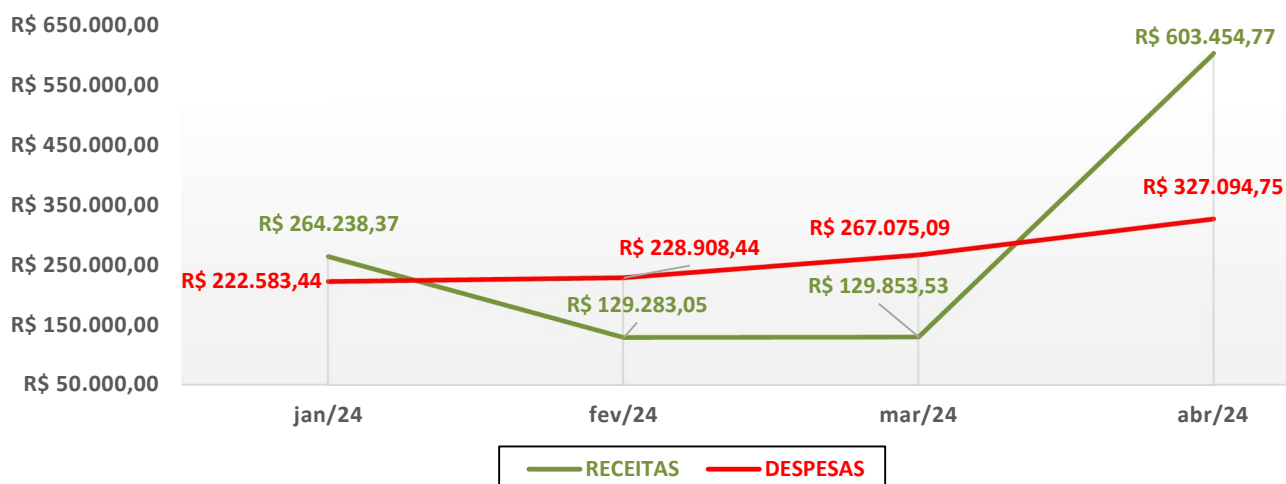 R$ 650.000,00
R$ 603.454,77
R$ 550.000,00
R$ 450.000,00
R$ 350.000,00
R$ 327.094,75
R$ 264.238,37
R$ 267.075,09
R$ 228.908,44
R$ 250.000,00
R$ 222.583,44
R$ 129.283,05
R$ 129.853,53
R$ 150.000,00
R$ 50.000,00
jan/24 fev/24 mar/24 abr/24
RECEITAS DESPESAS